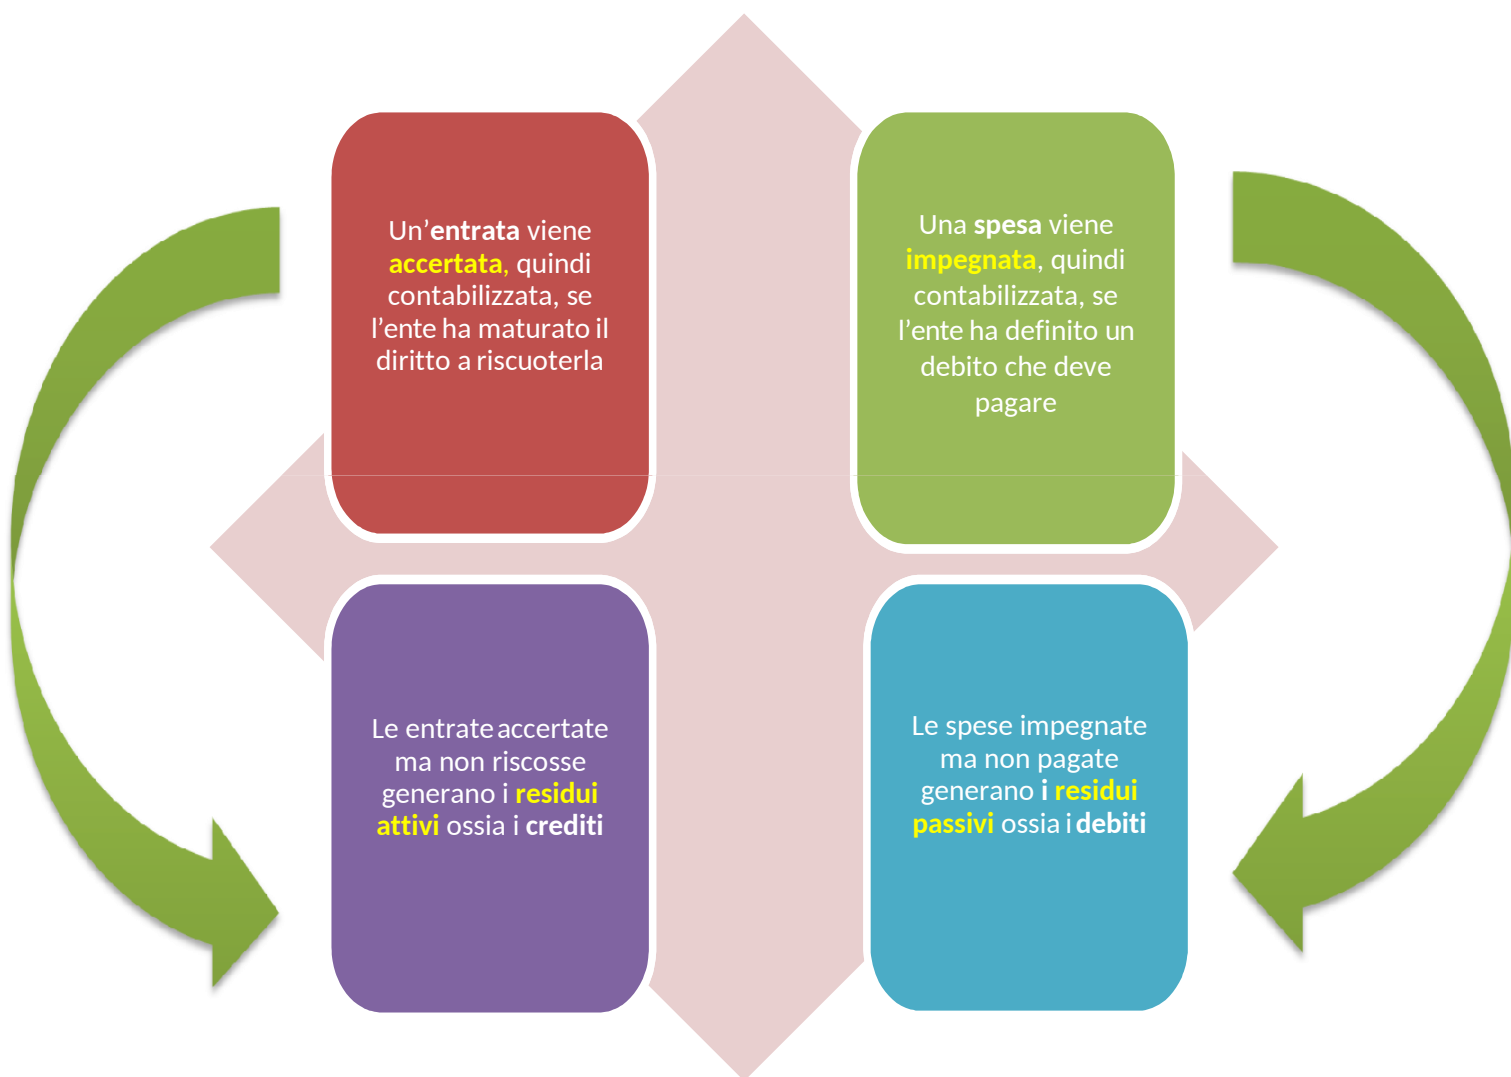 Un’entrata viene
accertata, quindi
contabilizzata, se
l’ente ha maturato il
diritto a riscuoterla
Una spesa viene
impegnata, quindi
contabilizzata, se
l’ente ha definito un
debito che deve
pagare
Le entrate accertate
ma non riscosse
generano i residui
attivi ossia i crediti
Le spese impegnate
ma non pagate
generano i residui
passivi ossia i debiti